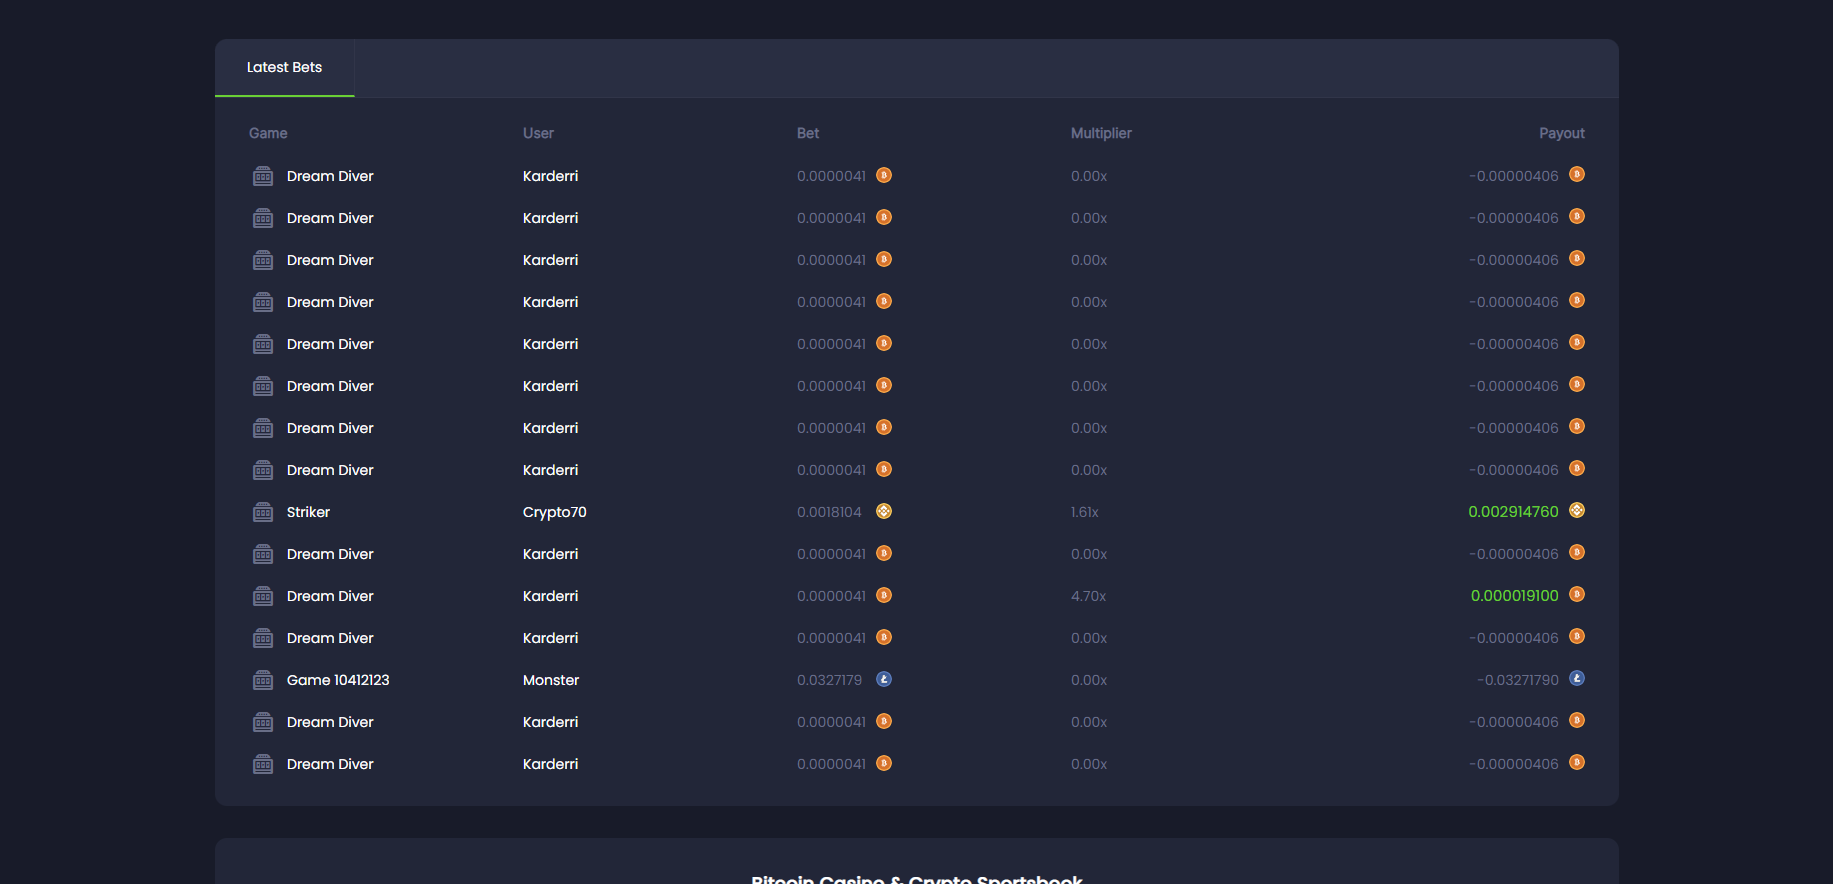 Latest Bets
Game User Bet Multiplier Payout
Dream Diver Karderri 0.0000041 0.00x -0.00000406
Dream Diver Karderri 0.0000041 0.00x -0.00000406
Dream Diver Karderri 0.0000041 0.00x -0.00000406
Dream Diver Karderri 0.0000041 0.00x -0.00000406
Dream Diver Karderri 0.0000041 0.00x -0.00000406
Dream Diver Karderri 0.0000041 0.00x -0.00000406
Dream Diver Karderri 0.0000041 0.00x -0.00000406
Dream Diver Karderri 0.0000041 0.00x -0.00000406
Striker Crypto70 0.0018104 1.61x 0.002914760
Dream Diver Karderri 0.0000041 0.00x -0.00000406
Dream Diver Karderri 0.0000041 4.70x 0.000019100
Dream Diver Karderri 0.0000041 0.00x -0.00000406
Game 10412123 Monster 0.0327179 0.00x -0.03271790
Dream Diver Karderri 0.0000041 0.00x -0.00000406
Dream Diver Karderri 0.0000041 0.00x -0.00000406
Bitcoin Casino & Crypto Sportsbook